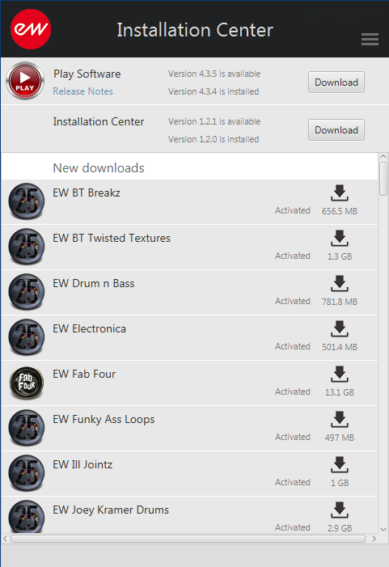 ew
Installation Center
PLAY
Play Software
Version 4.3.5 is available
Release Notes
Version 4.3.4 is installed
Download
Installation Center
Version 1.2.1 is available
Version 1.2.0 is installed
Download
New downloads
25
EW BT Breakz
Activated
656.5 MB
25
EW BT Twisted Textures
Activated
1.3 GB
25
EW Drum n Bass
Activated
781.8 MB
25
EW Electronica
Activated
501.4 MB
FAB FOUR
EW Fab Four
Activated
13.1 GB
25
EW Funky Ass Loops
Activated
497 MB
25
EW Ill Jointz
Activated
1 GB
25
EW Joey Kramer Drums
Activated
2.9 GB